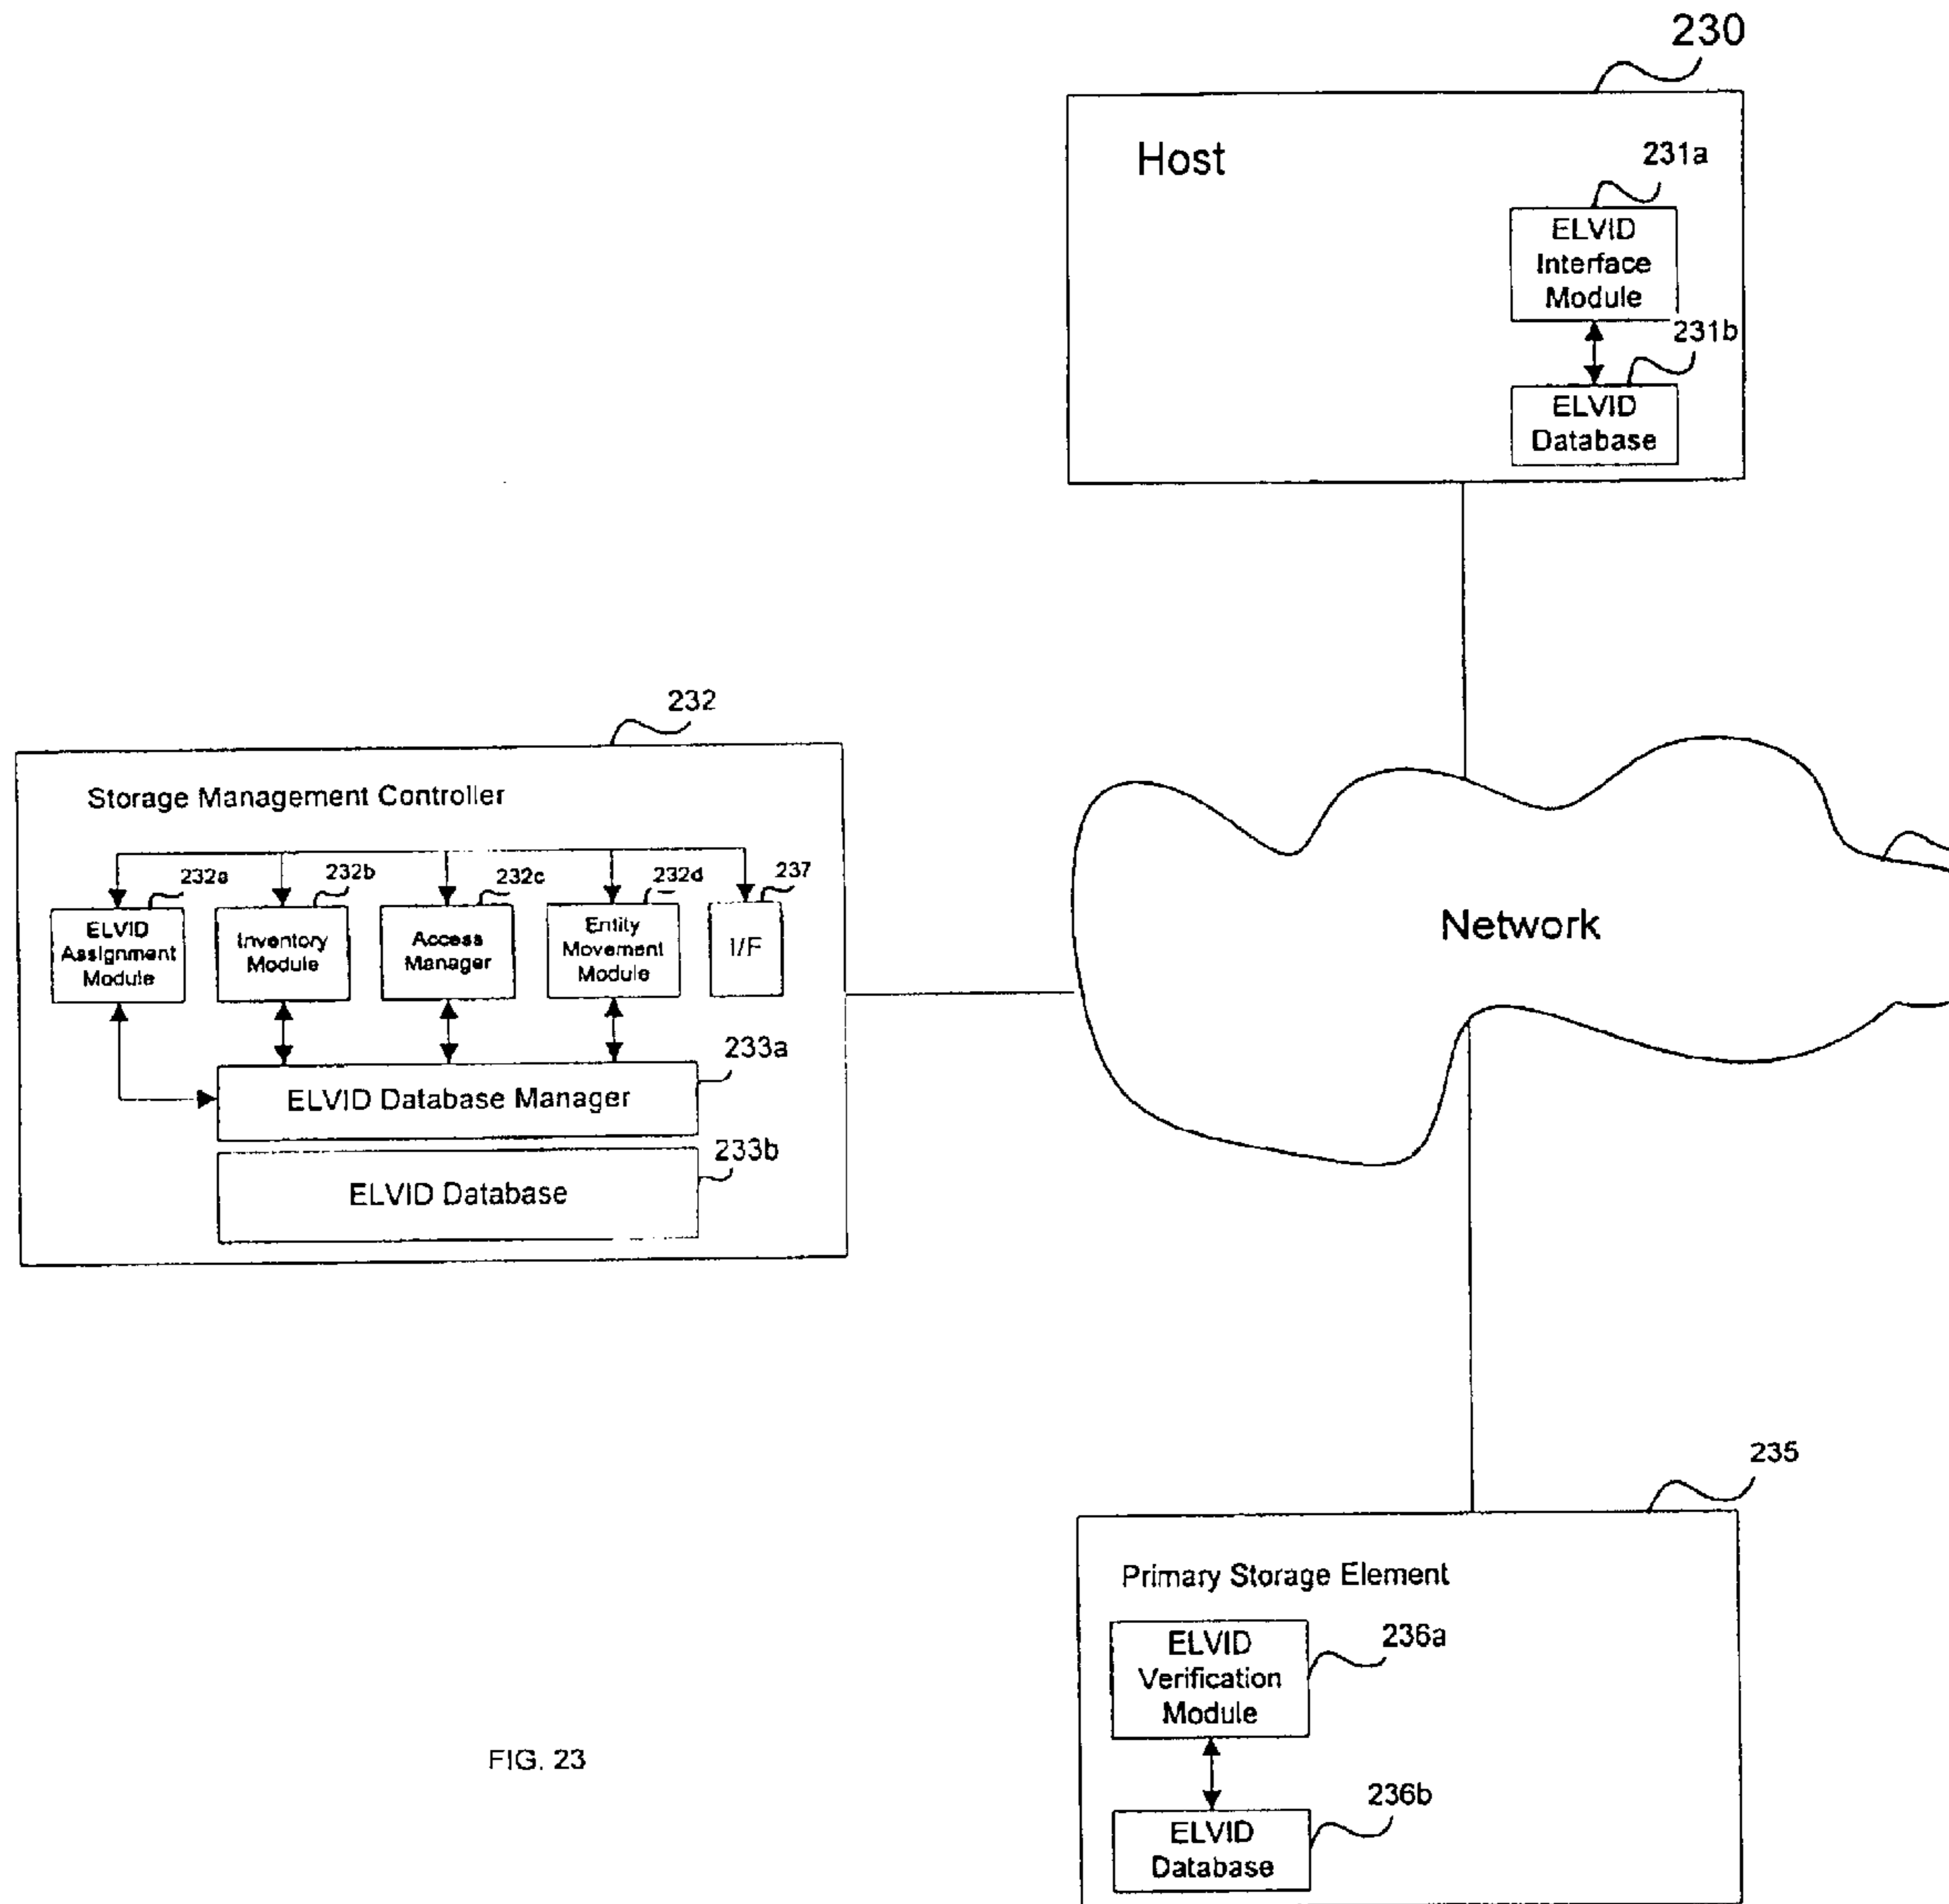 230
Host
231a
ELVID
Interface
Module
231b
ELVID
Database
232
Storage Management Controller
232a
232b
232c
232d
237
ELVID
Assignment
Module
Inventory
Module
Access
Manager
Entity
Movement
Module
I/F
233a
ELVID Database Manager
233b
ELVID Database
Network
235
Primary Storage Element
236a
ELVID
Verification
Module
236b
ELVID
Database
FIG. 23